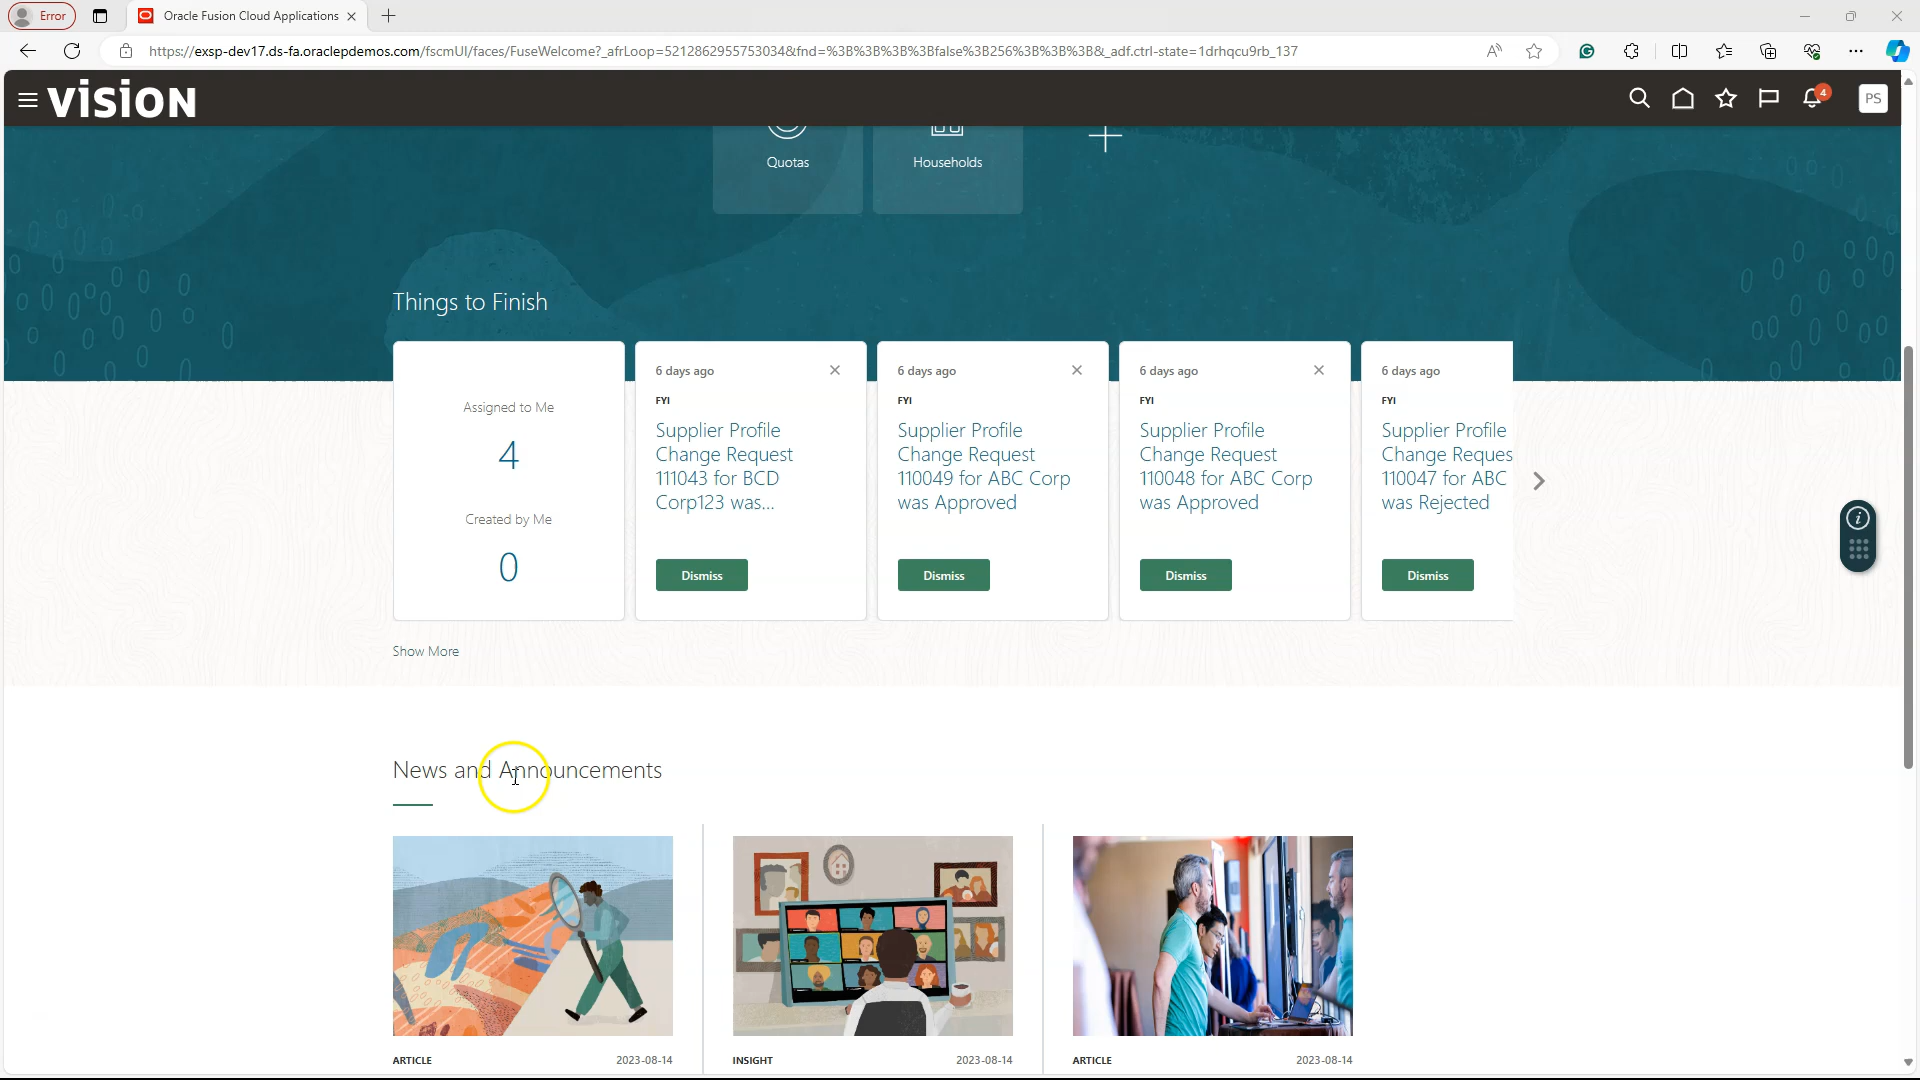 Error
Oracle Fusion Cloud Applications
https://exsp-dev17.ds-fa.oraclepdemos.com/fscmUI/faces/FuseWelcome?_afrLoop=5212862955753034&fnd=%3B%3B%3B%3Bfalse%3B256%3B%3B%3B&_adf.ctrl-state=1drhqcu9rb_137
VISION
4
PS
Quotas
Households
Things to Finish
Assigned to Me
4
Created by Me
0
6 days ago
FYI
Supplier Profile
Change Request
111043 for BCD
Corp123 was...
Dismiss
6 days ago
FYI
Supplier Profile
Change Request
110049 for ABC Corp
was Approved
Dismiss
6 days ago
FYI
Supplier Profile
Change Request
110048 for ABC Corp
was Approved
Dismiss
6 days ago
FYI
Supplier Profile
Change Reques
110047 for ABC
was Rejected
Dismiss
Show More
News and Announcements
ARTICLE 2023-08-14
INSIGHT 2023-08-14
ARTICLE 2023-08-14